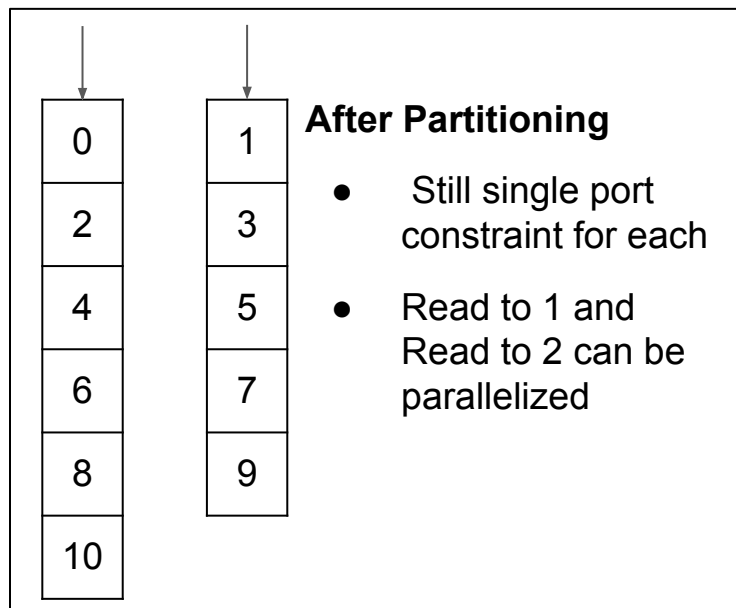 0
2
4
6
8
10
1
3
5
7
9
After Partitioning
● Still single port
constraint for each
● Read to 1 and
Read to 2 can be
parallelized